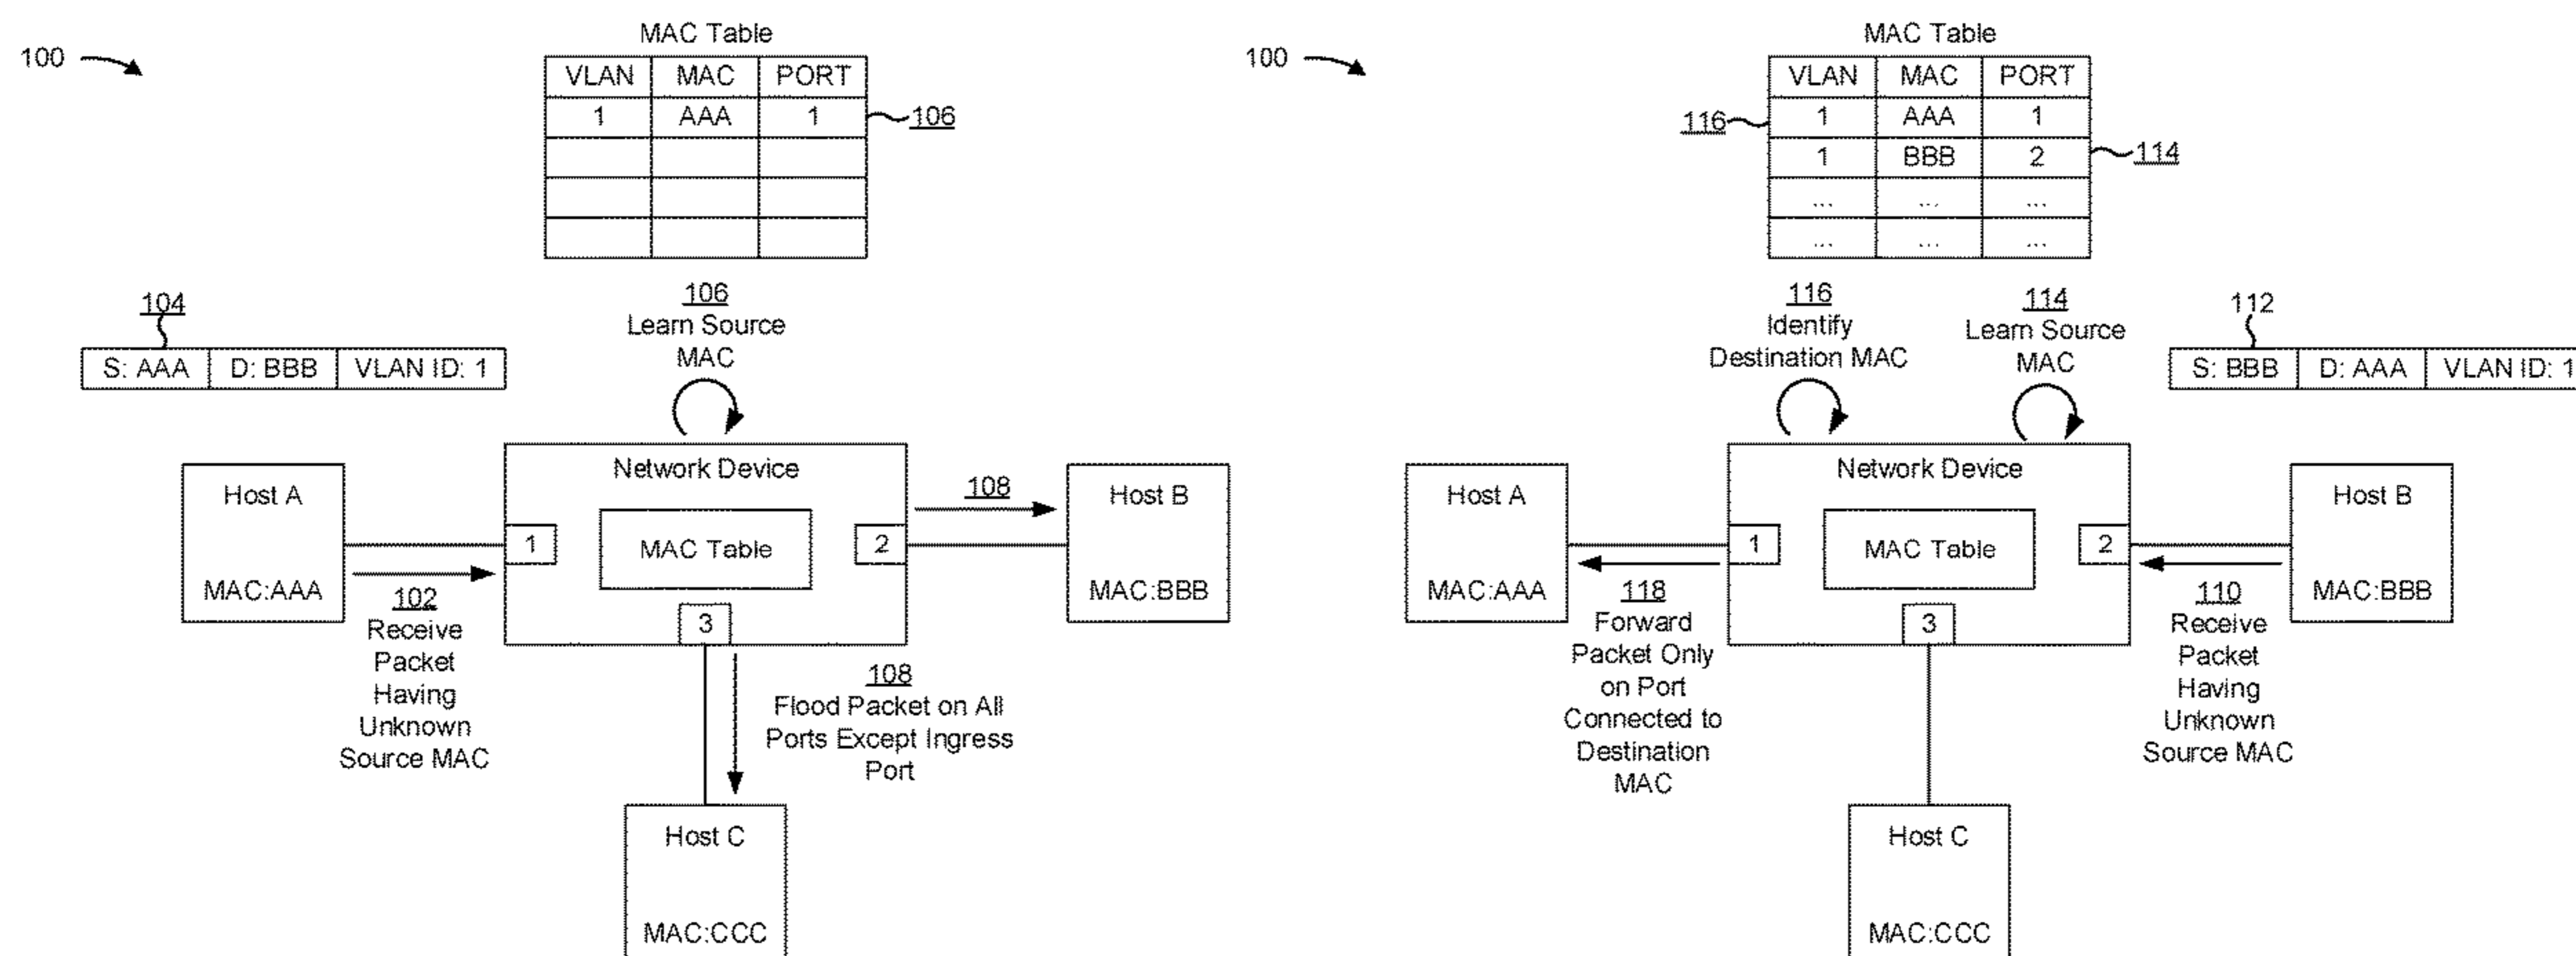 100
MAC Table
VLAN MAC PORT
1 AAA 1
106
104
S: AAA D: BBB VLAN ID: 1
106
Learn Source
MAC
Network Device
MAC Table
1
2
3
Host A
MAC:AAA
102
Receive
Packet
Having
Unknown
Source MAC
108
Host B
MAC:BBB
108
Flood Packet on All
Ports Except Ingress
Port
Host C
MAC:CCC
100
MAC Table
VLAN MAC PORT
116
1 AAA 1
1 BBB 2
114
... ... ...
... ... ...
116
Identify
Destination MAC
114
Learn Source
MAC
112
S: BBB D: AAA VLAN ID: 1
Network Device
MAC Table
1
2
3
Host A
MAC:AAA
118
Forward
Packet Only
on Port
Connected to
Destination
MAC
Host B
MAC:BBB
110
Receive
Packet
Having
Unknown
Source MAC
Host C
MAC:CCC